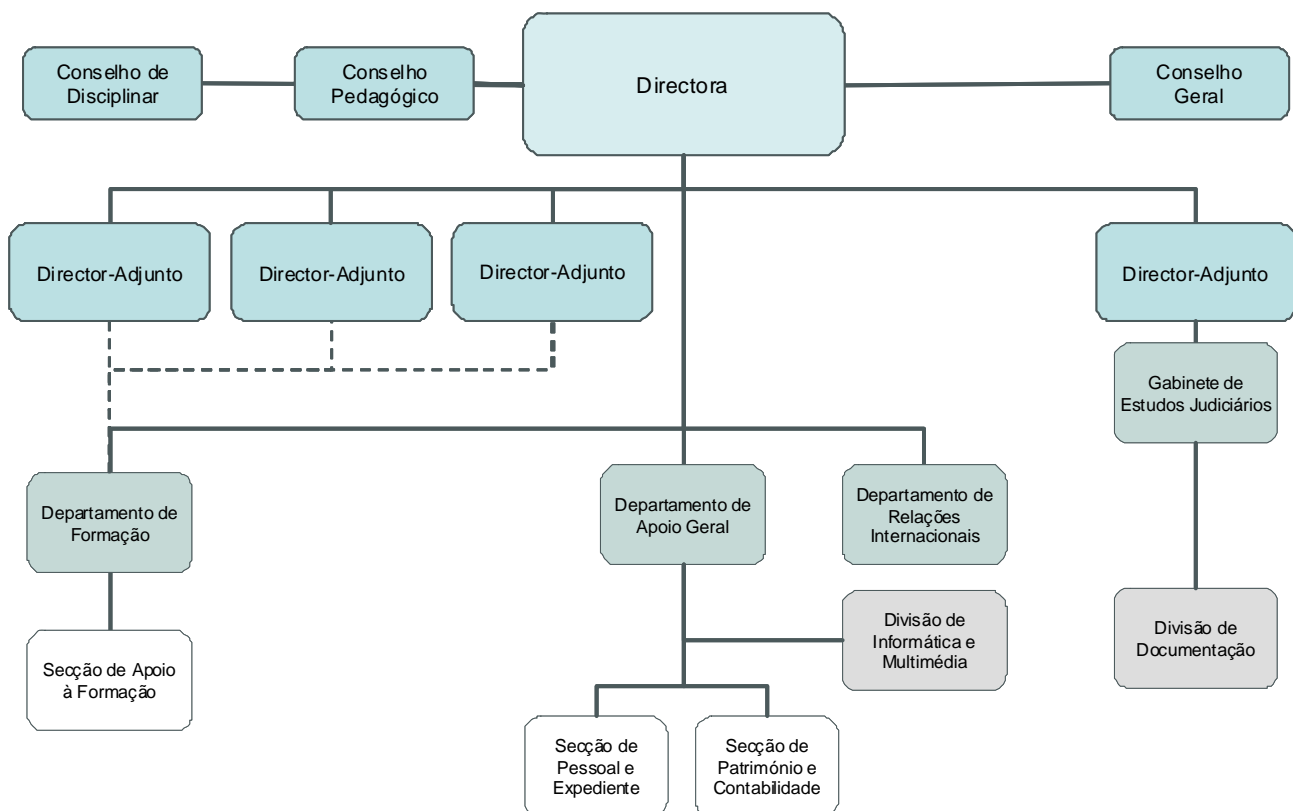 Conselho de
Disciplinar
Conselho
Pedagógico
Directora
Conselho
Geral
Director-Adjunto
Director-Adjunto
Director-Adjunto
Director-Adjunto
Gabinete de
Estudos Judiciários
Departamento de
Formação
Departamento de
Apoio Geral
Departamento de
Relações
Internacionais
Divisão de
Informática e
Multimédia
Divisão de
Documentação
Secção de Apoio
à Formação
Secção de
Pessoal e
Expediente
Secção de
Património e
Contabilidade